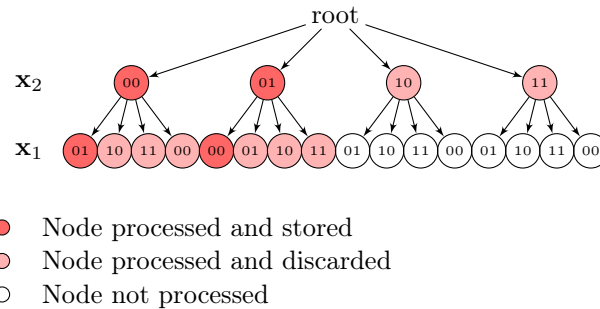 root
x₂ 00 01 10 11
x₁ 01 10 11 00 00 01 10 11 01 10 11 00 01 10 11 00
Node processed and stored
Node processed and discarded
Node not processed